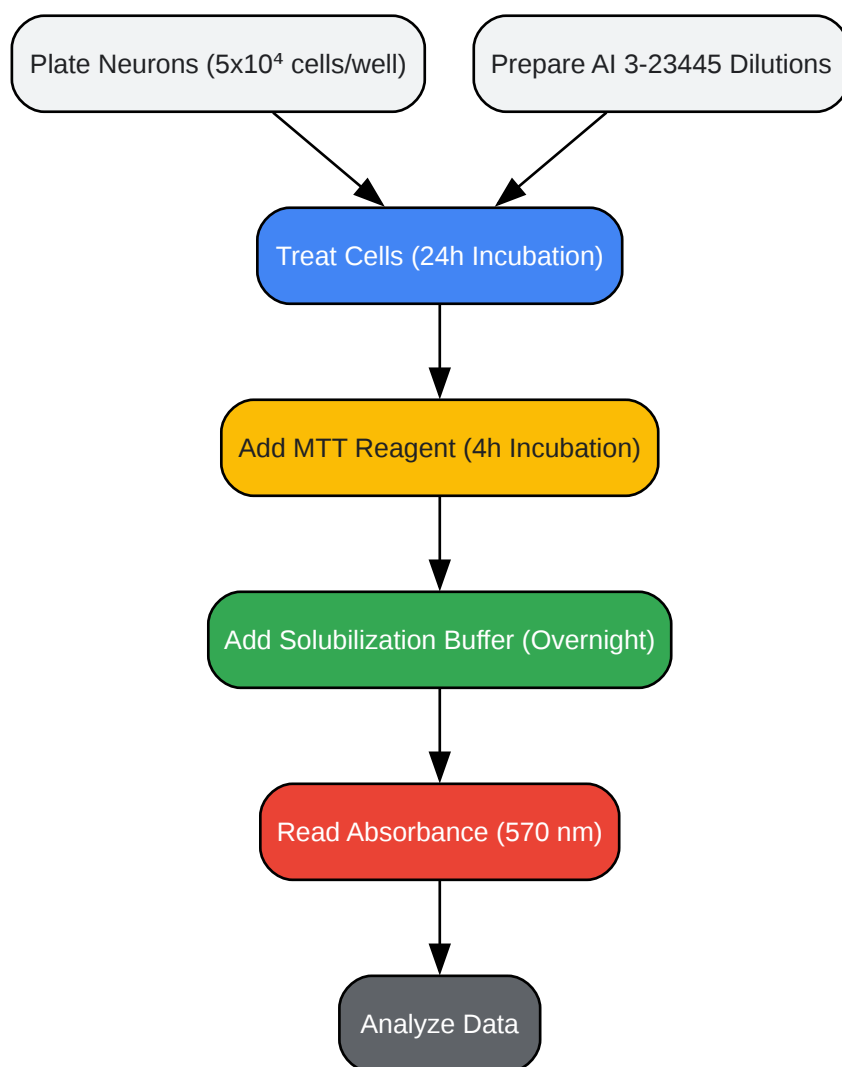 Plate Neurons (5x10⁴ cells/well)
Prepare AI 3-23445 Dilutions
Treat Cells (24h Incubation)
Add MTT Reagent (4h Incubation)
Add Solubilization Buffer (Overnight)
Read Absorbance (570 nm)
Analyze Data